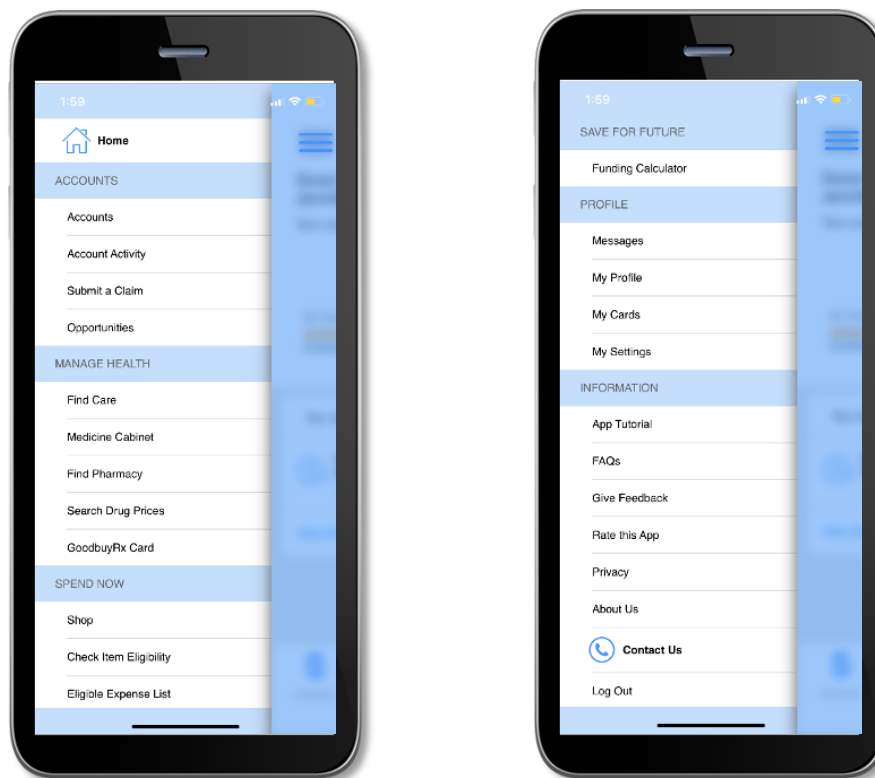 1:59
Home
ACCOUNTS
Accounts
Account Activity
Submit a Claim
Opportunities
MANAGE HEALTH
Find Care
Medicine Cabinet
Find Pharmacy
Search Drug Prices
GoodbuyRx Card
SPEND NOW
Shop
Check Item Eligibility
Eligible Expense List
1:59
SAVE FOR FUTURE
Funding Calculator
PROFILE
Messages
My Profile
My Cards
My Settings
INFORMATION
App Tutorial
FAQs
Give Feedback
Rate this App
Privacy
About Us
Contact Us
Log Out